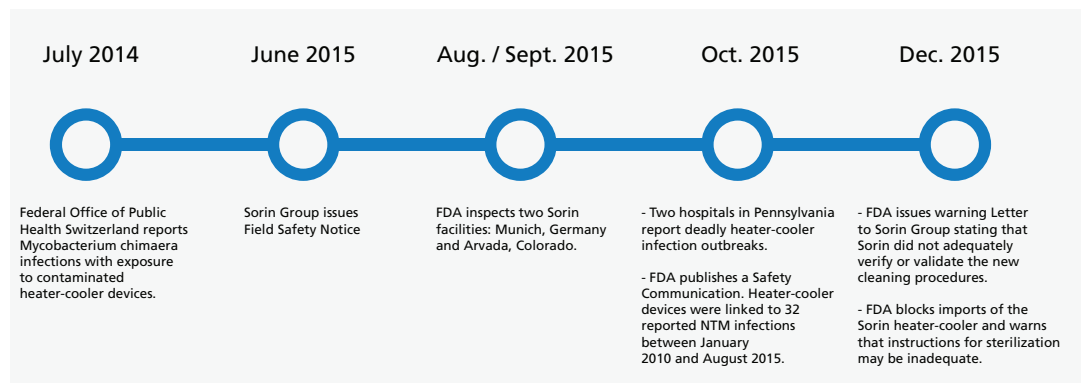 July 2014
June 2015
Aug. / Sept. 2015
Oct. 2015
Dec. 2015
Federal Office of Public
Health Switzerland reports
Mycobacterium chimaera
infections with exposure
to contaminated
heater-cooler devices.
Sorin Group issues
Field Safety Notice
FDA inspects two Sorin
facilities: Munich, Germany
and Arvada, Colorado.
- Two hospitals in Pennsylvania
report deadly heater-cooler
infection outbreaks.
- FDA publishes a Safety
Communication. Heater-cooler
devices were linked to 32
reported NTM infections
between January
2010 and August 2015.
- FDA issues warning Letter
to Sorin Group stating that
Sorin did not adequately
verify or validate the new
cleaning procedures.
- FDA blocks imports of the
Sorin heater-cooler and warns
that instructions for sterilization
may be inadequate.